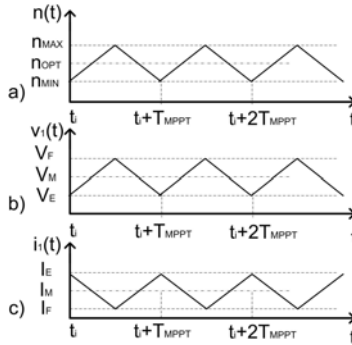 n(t)
nMAX
nOPT
nMIN
a)
ti ti+TMPPT ti+2TMPPT t
v1(t)
VF
VM
VE
b)
ti ti+TMPPT ti+2TMPPT
i1(t)
IE
IM
IF
c)
ti ti+TMPPT ti+2TMPPT t